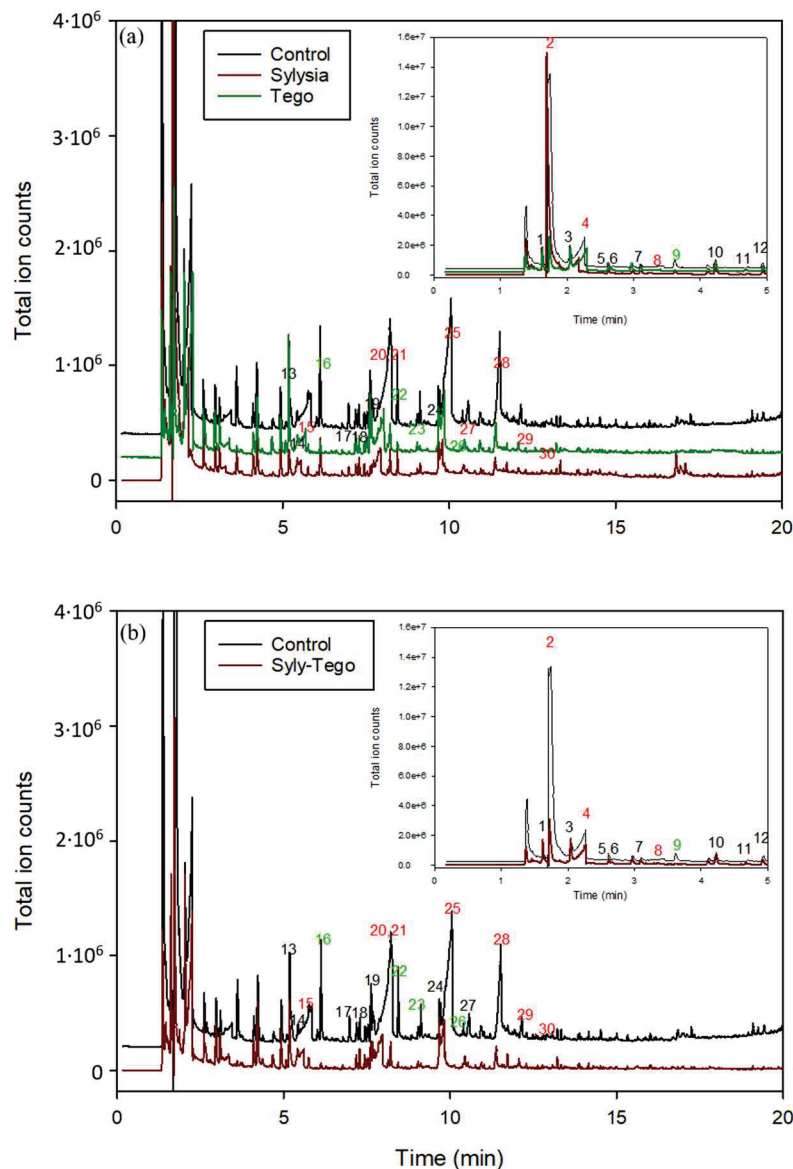 (a)
Control
Sylysia
Tego
Total ion counts
4·10⁶
3·10⁶
2·10⁶
1·10⁶
0
0 5 10 15 20
13
14
15
16
17 18
19
20 21
22
23
24
25
26
27
28
29
30
Total ion counts
1.6e+7
1.4e+7
1.2e+7
1.0e+7
8.0e+6
6.0e+6
4.0e+6
2.0e+6
0.0
0 1 2 3 4 5
Time (min)
1
2
3
4
5 6
7
8
9
10
11
12
(b)
Control
Syly-Tego
Total ion counts
4·10⁶
3·10⁶
2·10⁶
1·10⁶
0
0 5 10 15 20
Time (min)
13
14
15
16
17 18
19
20 21
22
23
24
25
26
27
28
29
30
Total ion counts
1.6e+7
1.4e+7
1.2e+7
1.0e+7
8.0e+6
6.0e+6
4.0e+6
2.0e+6
0.0
0 1 2 3 4 5
Time (min)
1
2
3
4
5 6
7
8
9
10
11
12